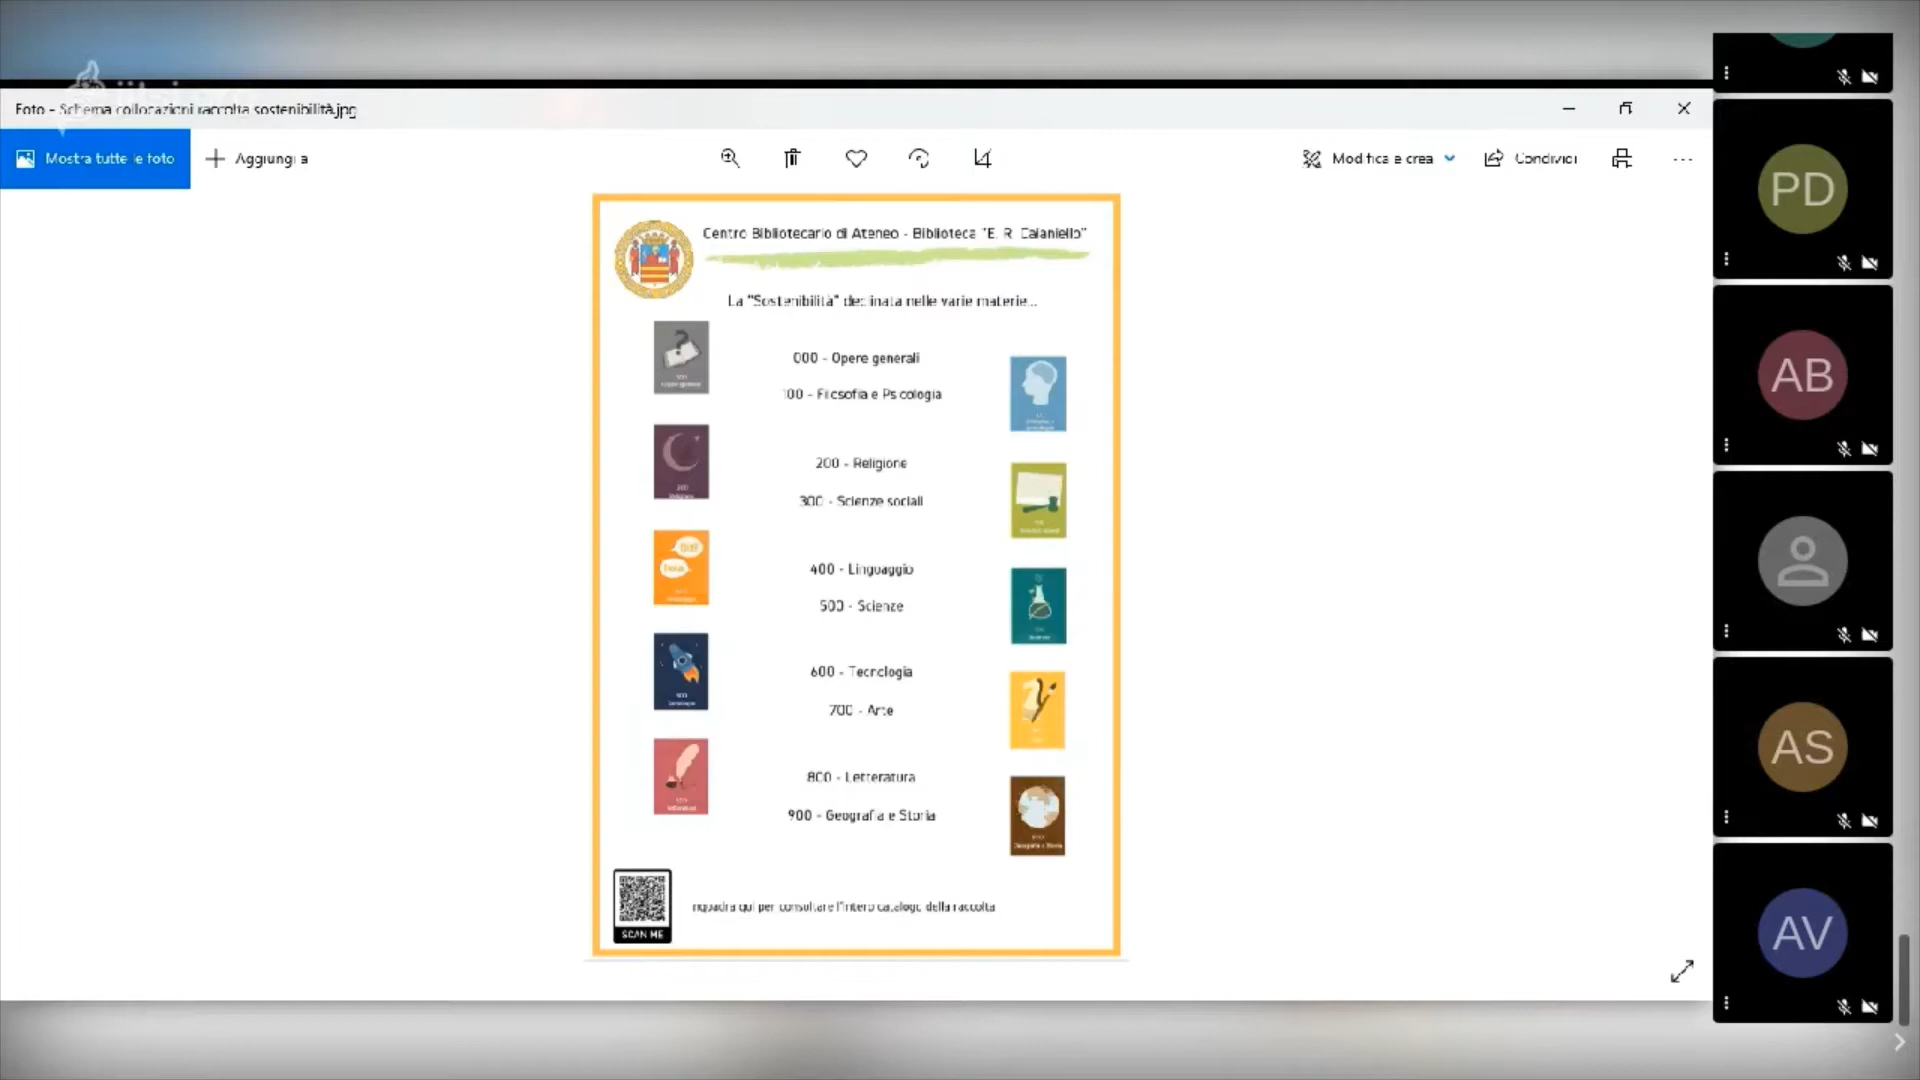 Foto - Schema collocazioni raccolta sostenibilità.jpg
Mostra tutte le foto
Aggiungi a
Modifica e crea
Condividi
Centro Bibliotecario di Ateneo - Biblioteca "E. R. Caianiello"
La "Sostenibilità" declinata nelle varie materie...
000 - Opere generali
100 - Filosofia e Psicologia
200 - Religione
300 - Scienze sociali
400 - Linguaggio
500 - Scienze
600 - Tecnologia
700 - Arte
800 - Letteratura
900 - Geografia e Storia
SCAN ME
nquadra qui per consultare l'intero catalogo della raccolta
PD
AB
AS
AV